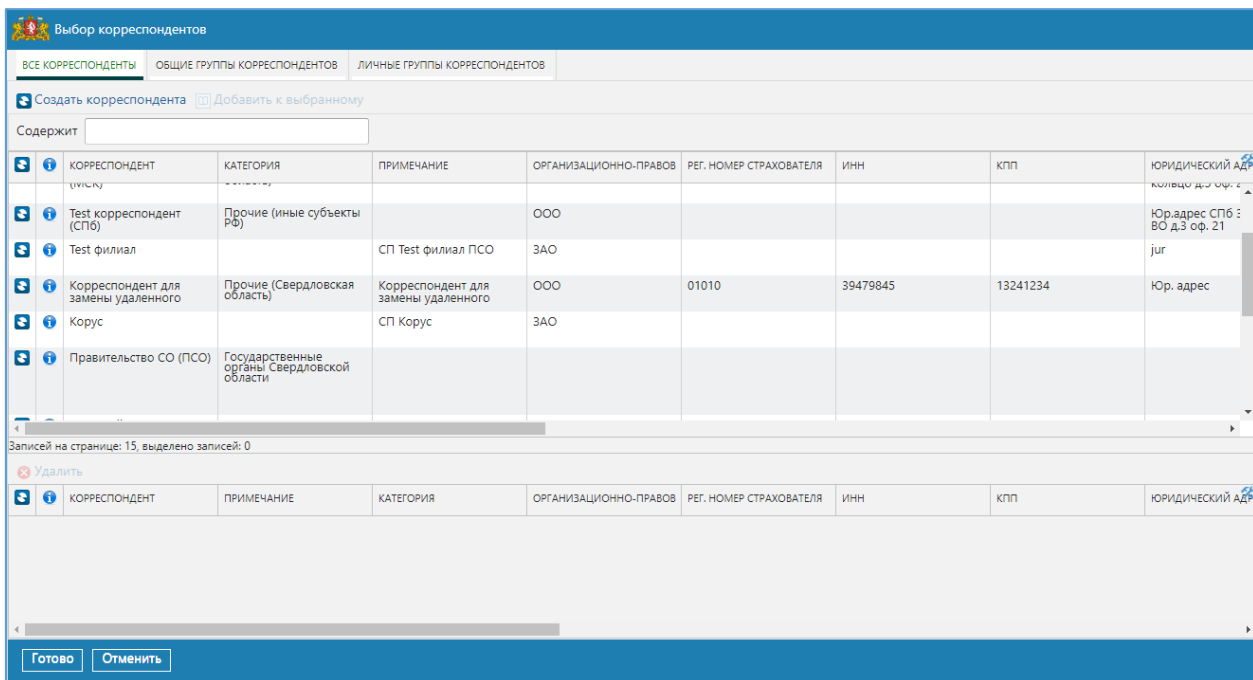 Выбор корреспондентов
ВСЕ КОРРЕСПОНДЕНТЫ ОБЩИЕ ГРУППЫ КОРРЕСПОНДЕНТОВ ЛИЧНЫЕ ГРУППЫ КОРРЕСПОНДЕНТОВ
Создать корреспондента Добавить к выбранному
Содержит
КОРРЕСПОНДЕНТ КАТЕГОРИЯ ПРИМЕЧАНИЕ ОРГАНИЗАЦИОННО-ПРАВОВ РЕГ. НОМЕР СТРАХОВАТЕЛЯ ИНН КПП ЮРИДИЧЕСКИЙ АДР
(МСК)
Test корреспондент Прочие (иные субъекты ООО Юр.адрес СПб
(СПб) РФ) ВО д.3 оф. 21
Test филиал СП Test филиал ПСО ЗАО jur
Корреспондент для Прочие (Свердловская Корреспондент для ООО 01010 39479845 13241234 Юр. адрес
замены удаленного область) замены удаленного
Корус СП Корус ЗАО
Правительство СО (ПСО) Государственные
органы Свердловской
области
Записей на странице: 15, выделено записей: 0
Удалить
КОРРЕСПОНДЕНТ ПРИМЕЧАНИЕ КАТЕГОРИЯ ОРГАНИЗАЦИОННО-ПРАВОВ РЕГ. НОМЕР СТРАХОВАТЕЛЯ ИНН КПП ЮРИДИЧЕСКИЙ АДР
Готово Отменить